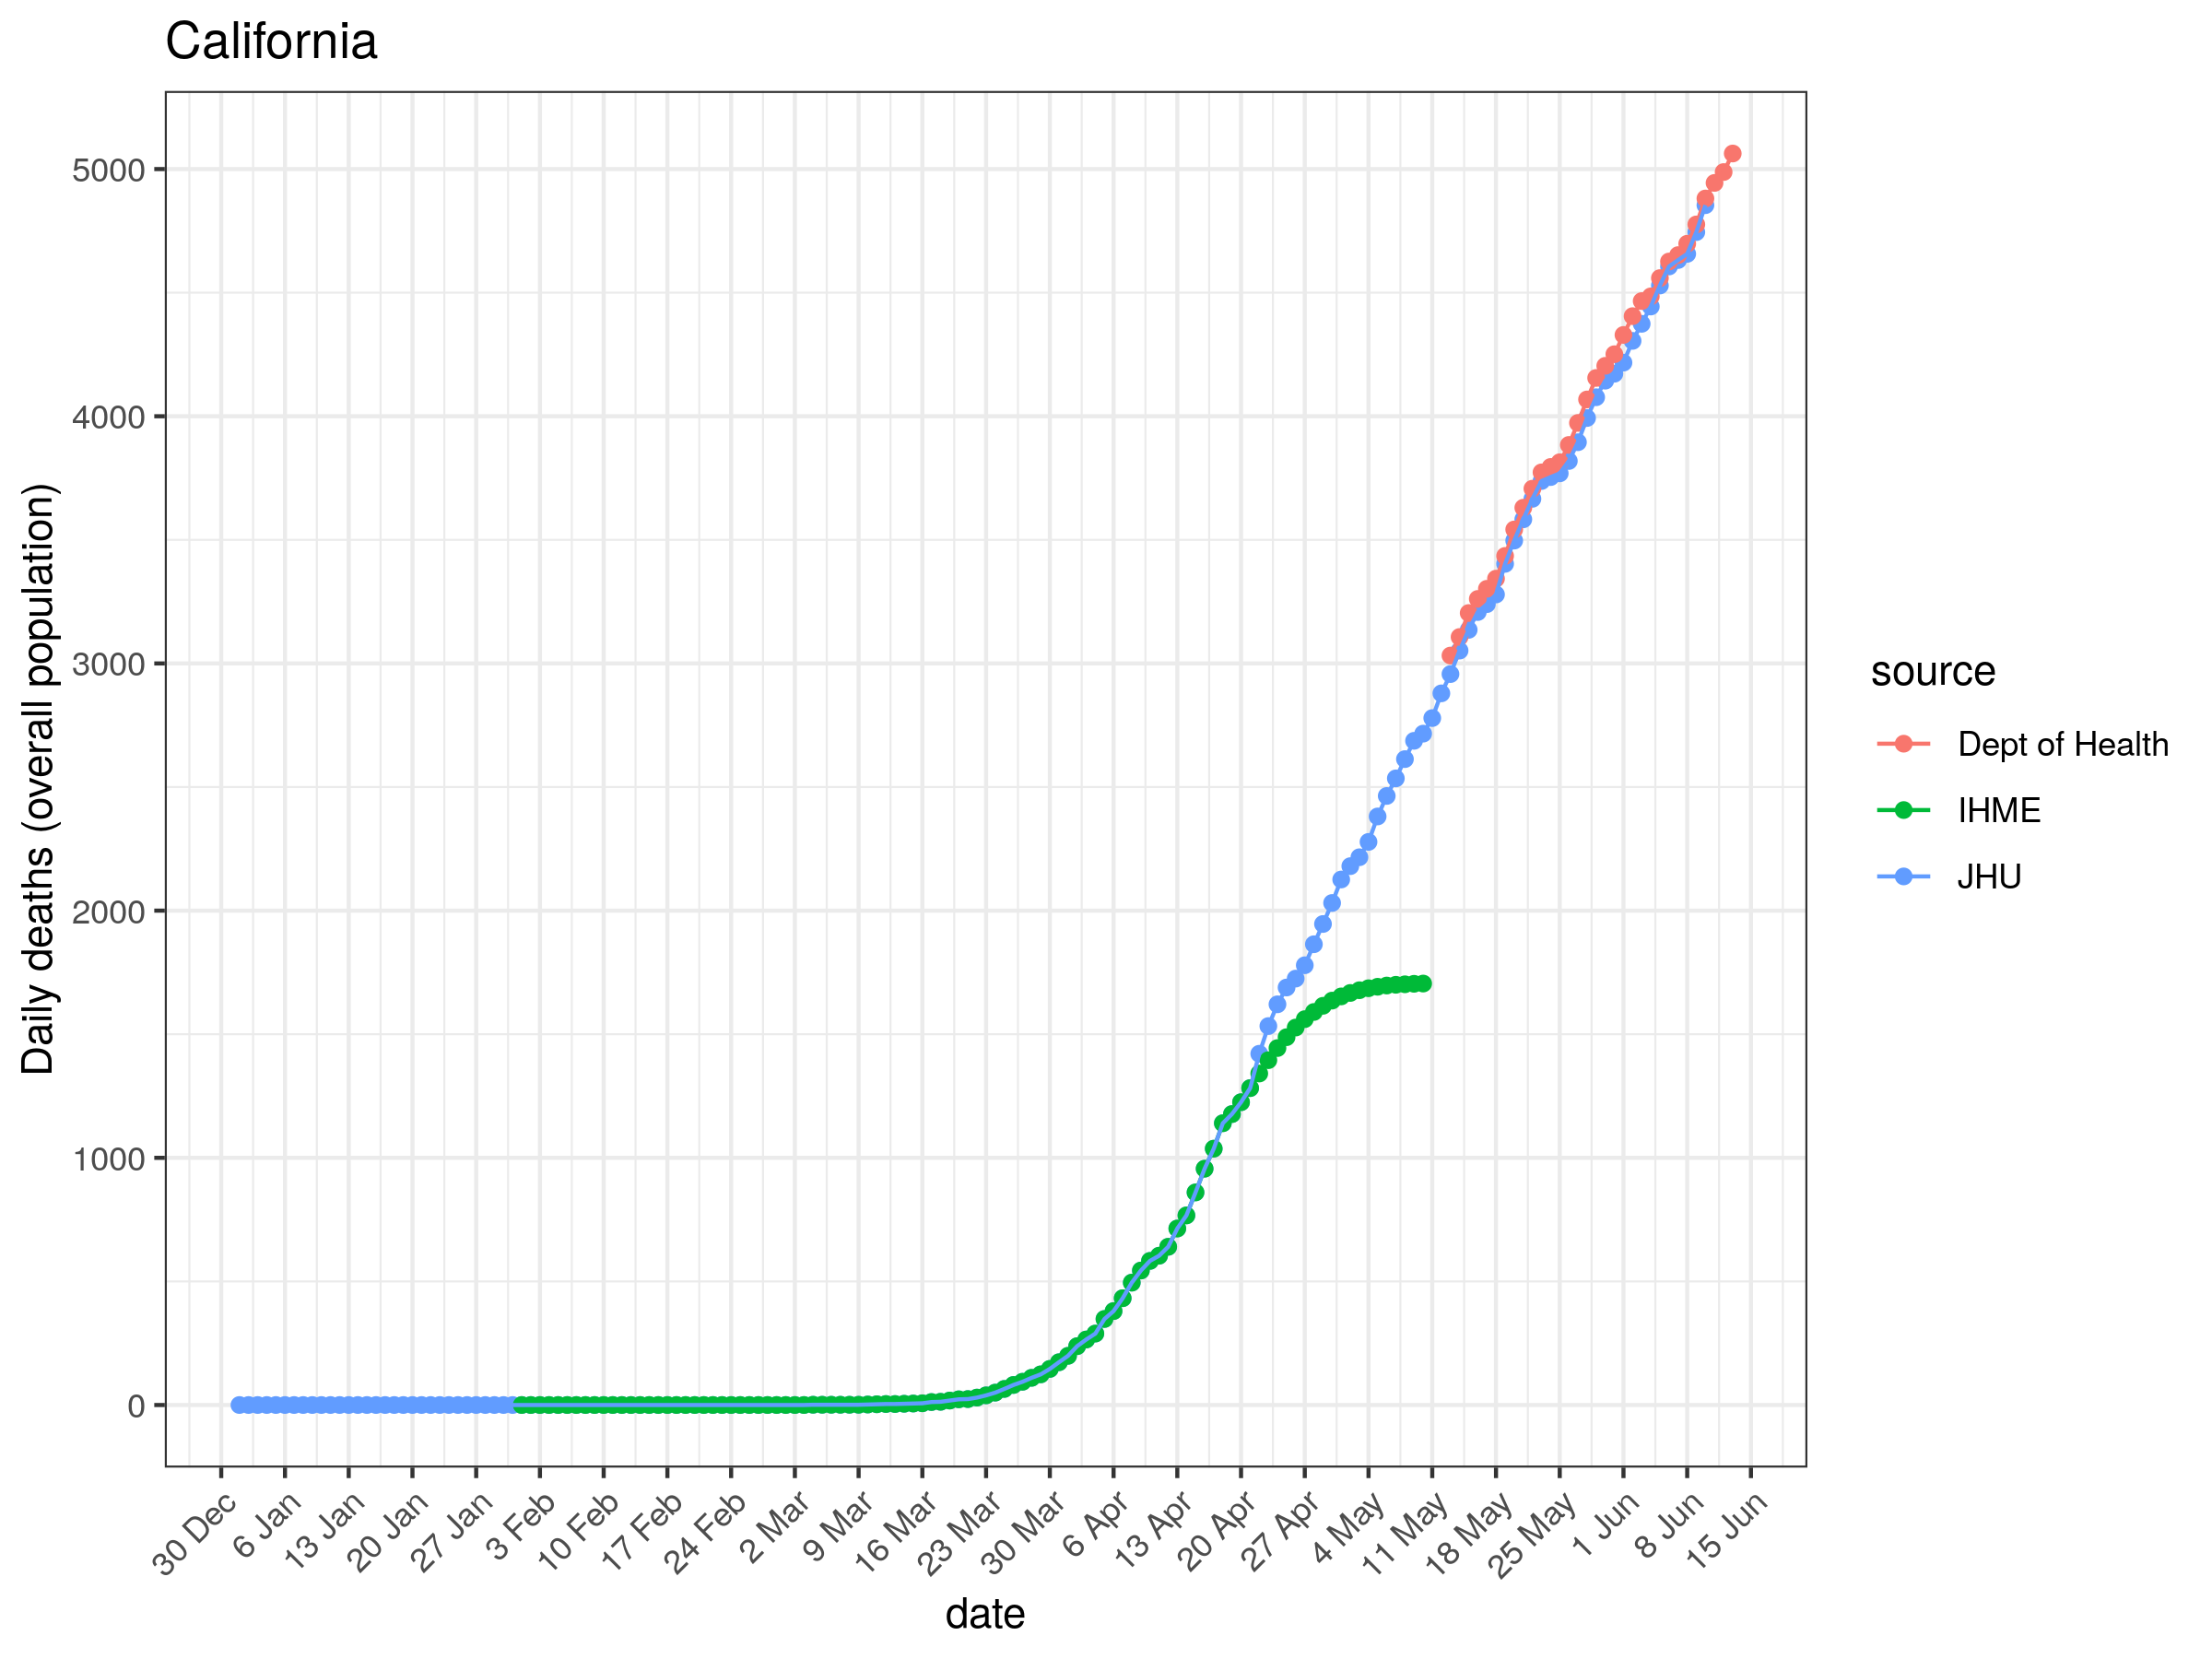 California
Daily deaths (overall population)
5000
4000
3000
2000
1000
0
30 Dec
6 Jan
13 Jan
20 Jan
27 Jan
3 Feb
10 Feb
17 Feb
24 Feb
2 Mar
9 Mar
16 Mar
23 Mar
30 Mar
6 Apr
13 Apr
20 Apr
27 Apr
4 May
11 May
18 May
25 May
1 Jun
8 Jun
15 Jun
date
source
Dept of Health
IHME
JHU